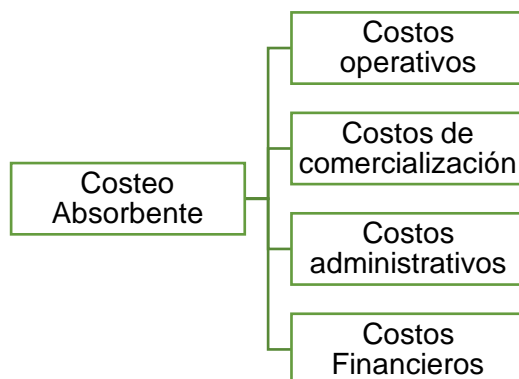 Costos
operativos
Costos de
comercialización
Costeo
Absorbente
Costos
administrativos
Costos
Financieros